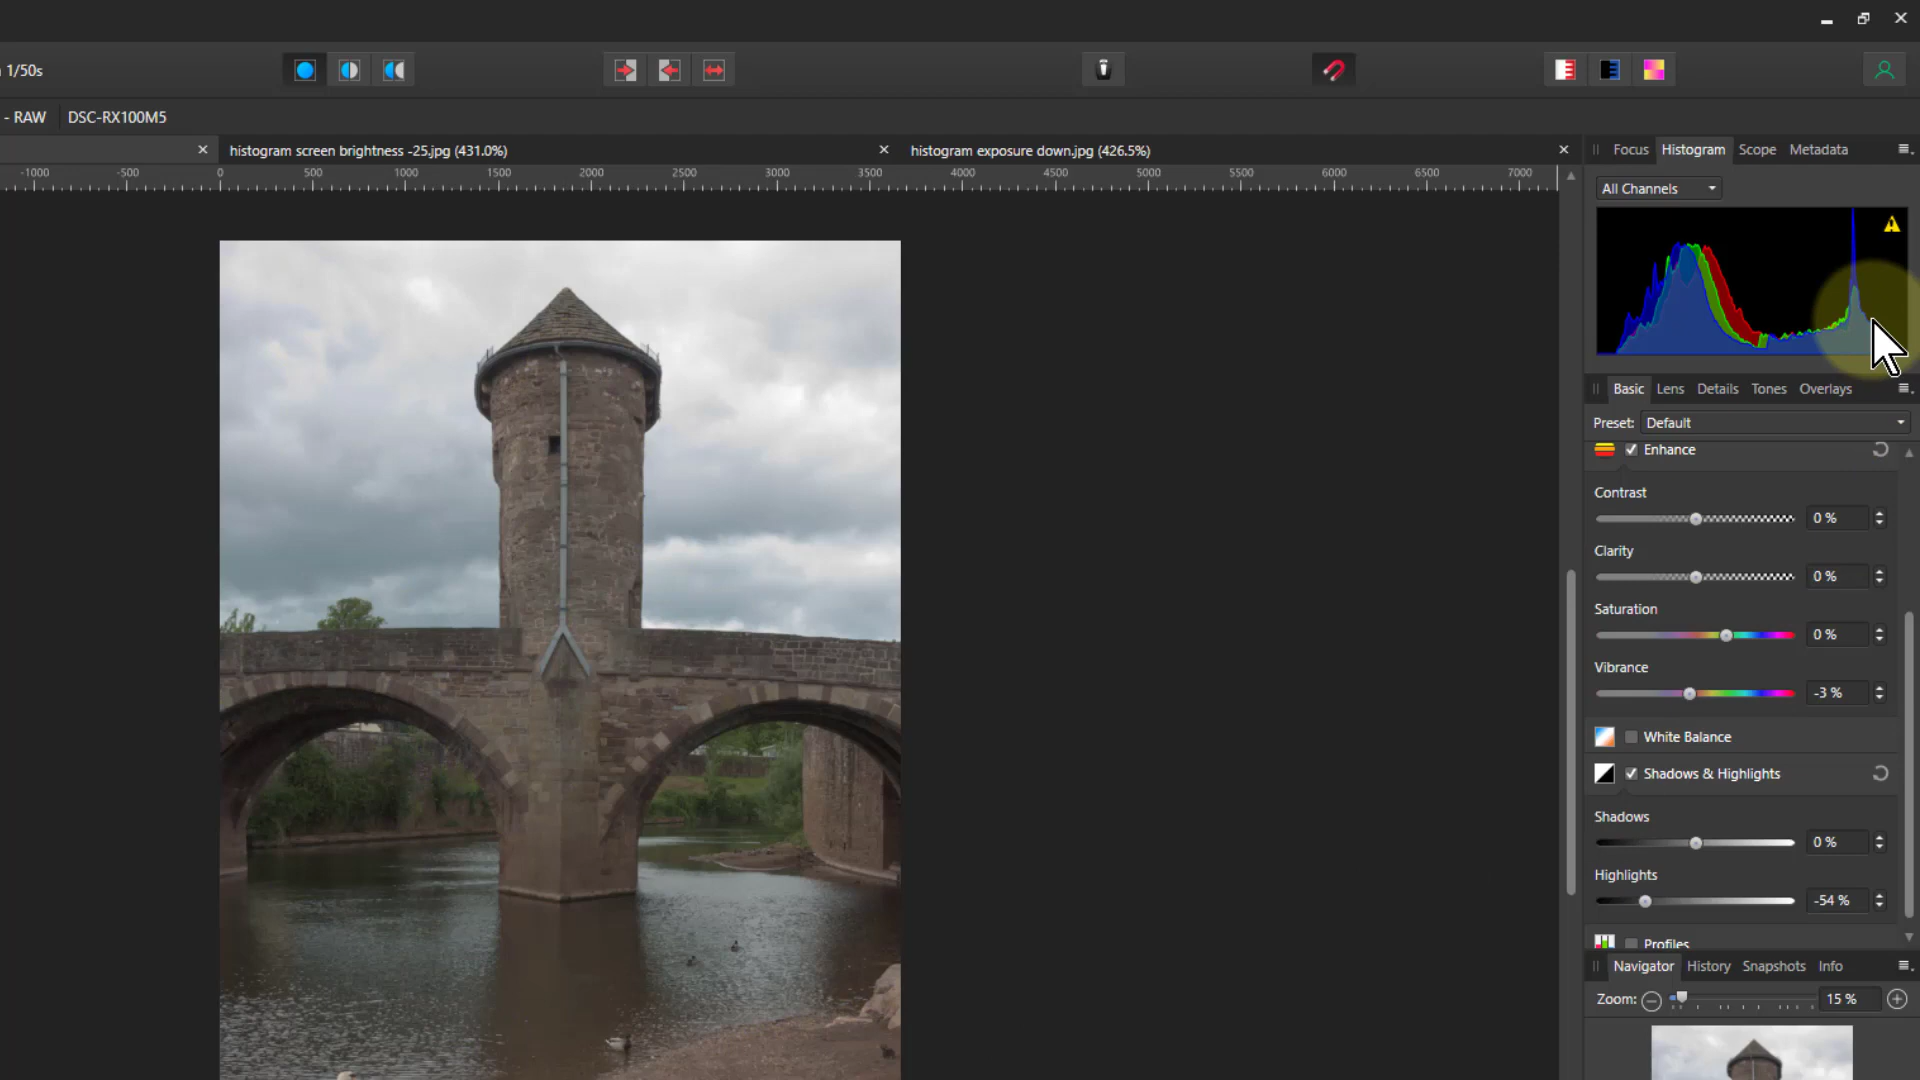 1/50s
- RAW
DSC-RX100M5
histogram screen brightness -25.jpg (431.0%)
histogram exposure down.jpg (426.5%)
Focus
Histogram
Scope
Metadata
-1000
-500
0
500
1000
1500
2000
2500
3000
3500
4000
4500
5000
5500
6000
6500
7000
All Channels
Basic
Lens
Details
Tones
Overlays
Preset: Default
Enhance
Contrast
0 %
Clarity
0 %
Saturation
0 %
Vibrance
-3 %
White Balance
Shadows & Highlights
Shadows
0 %
Highlights
-54 %
Profiles
Navigator
History
Snapshots
Info
Zoom:
15 %